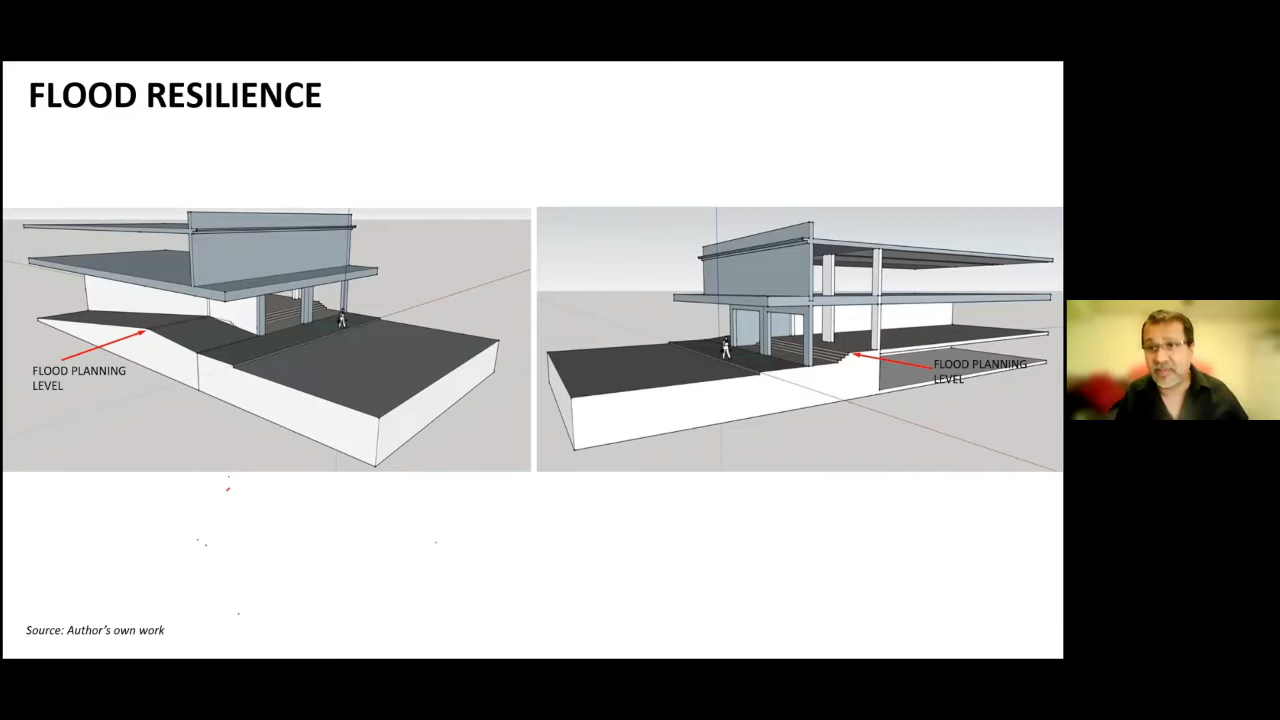 FLOOD RESILIENCE
FLOOD PLANNING
LEVEL
FLOOD PLANNING
LEVEL
Source: Author's own work